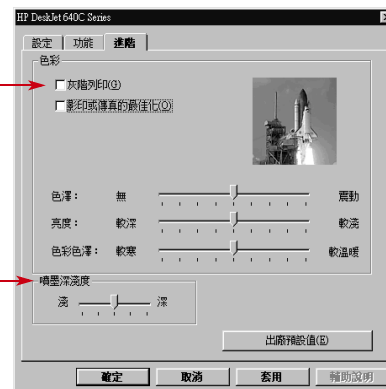 HP DeskJet 640C Series
設定 功能 進階
色彩
灰階列印(G)
影印或傳真的最佳化(O)
色澤： 無 震動
亮度： 較深 較淺
色彩色澤： 較寒 較溫暖
噴墨深淺度
淺 深
出廠預設值(E)
確定 取消 套用 輔助說明